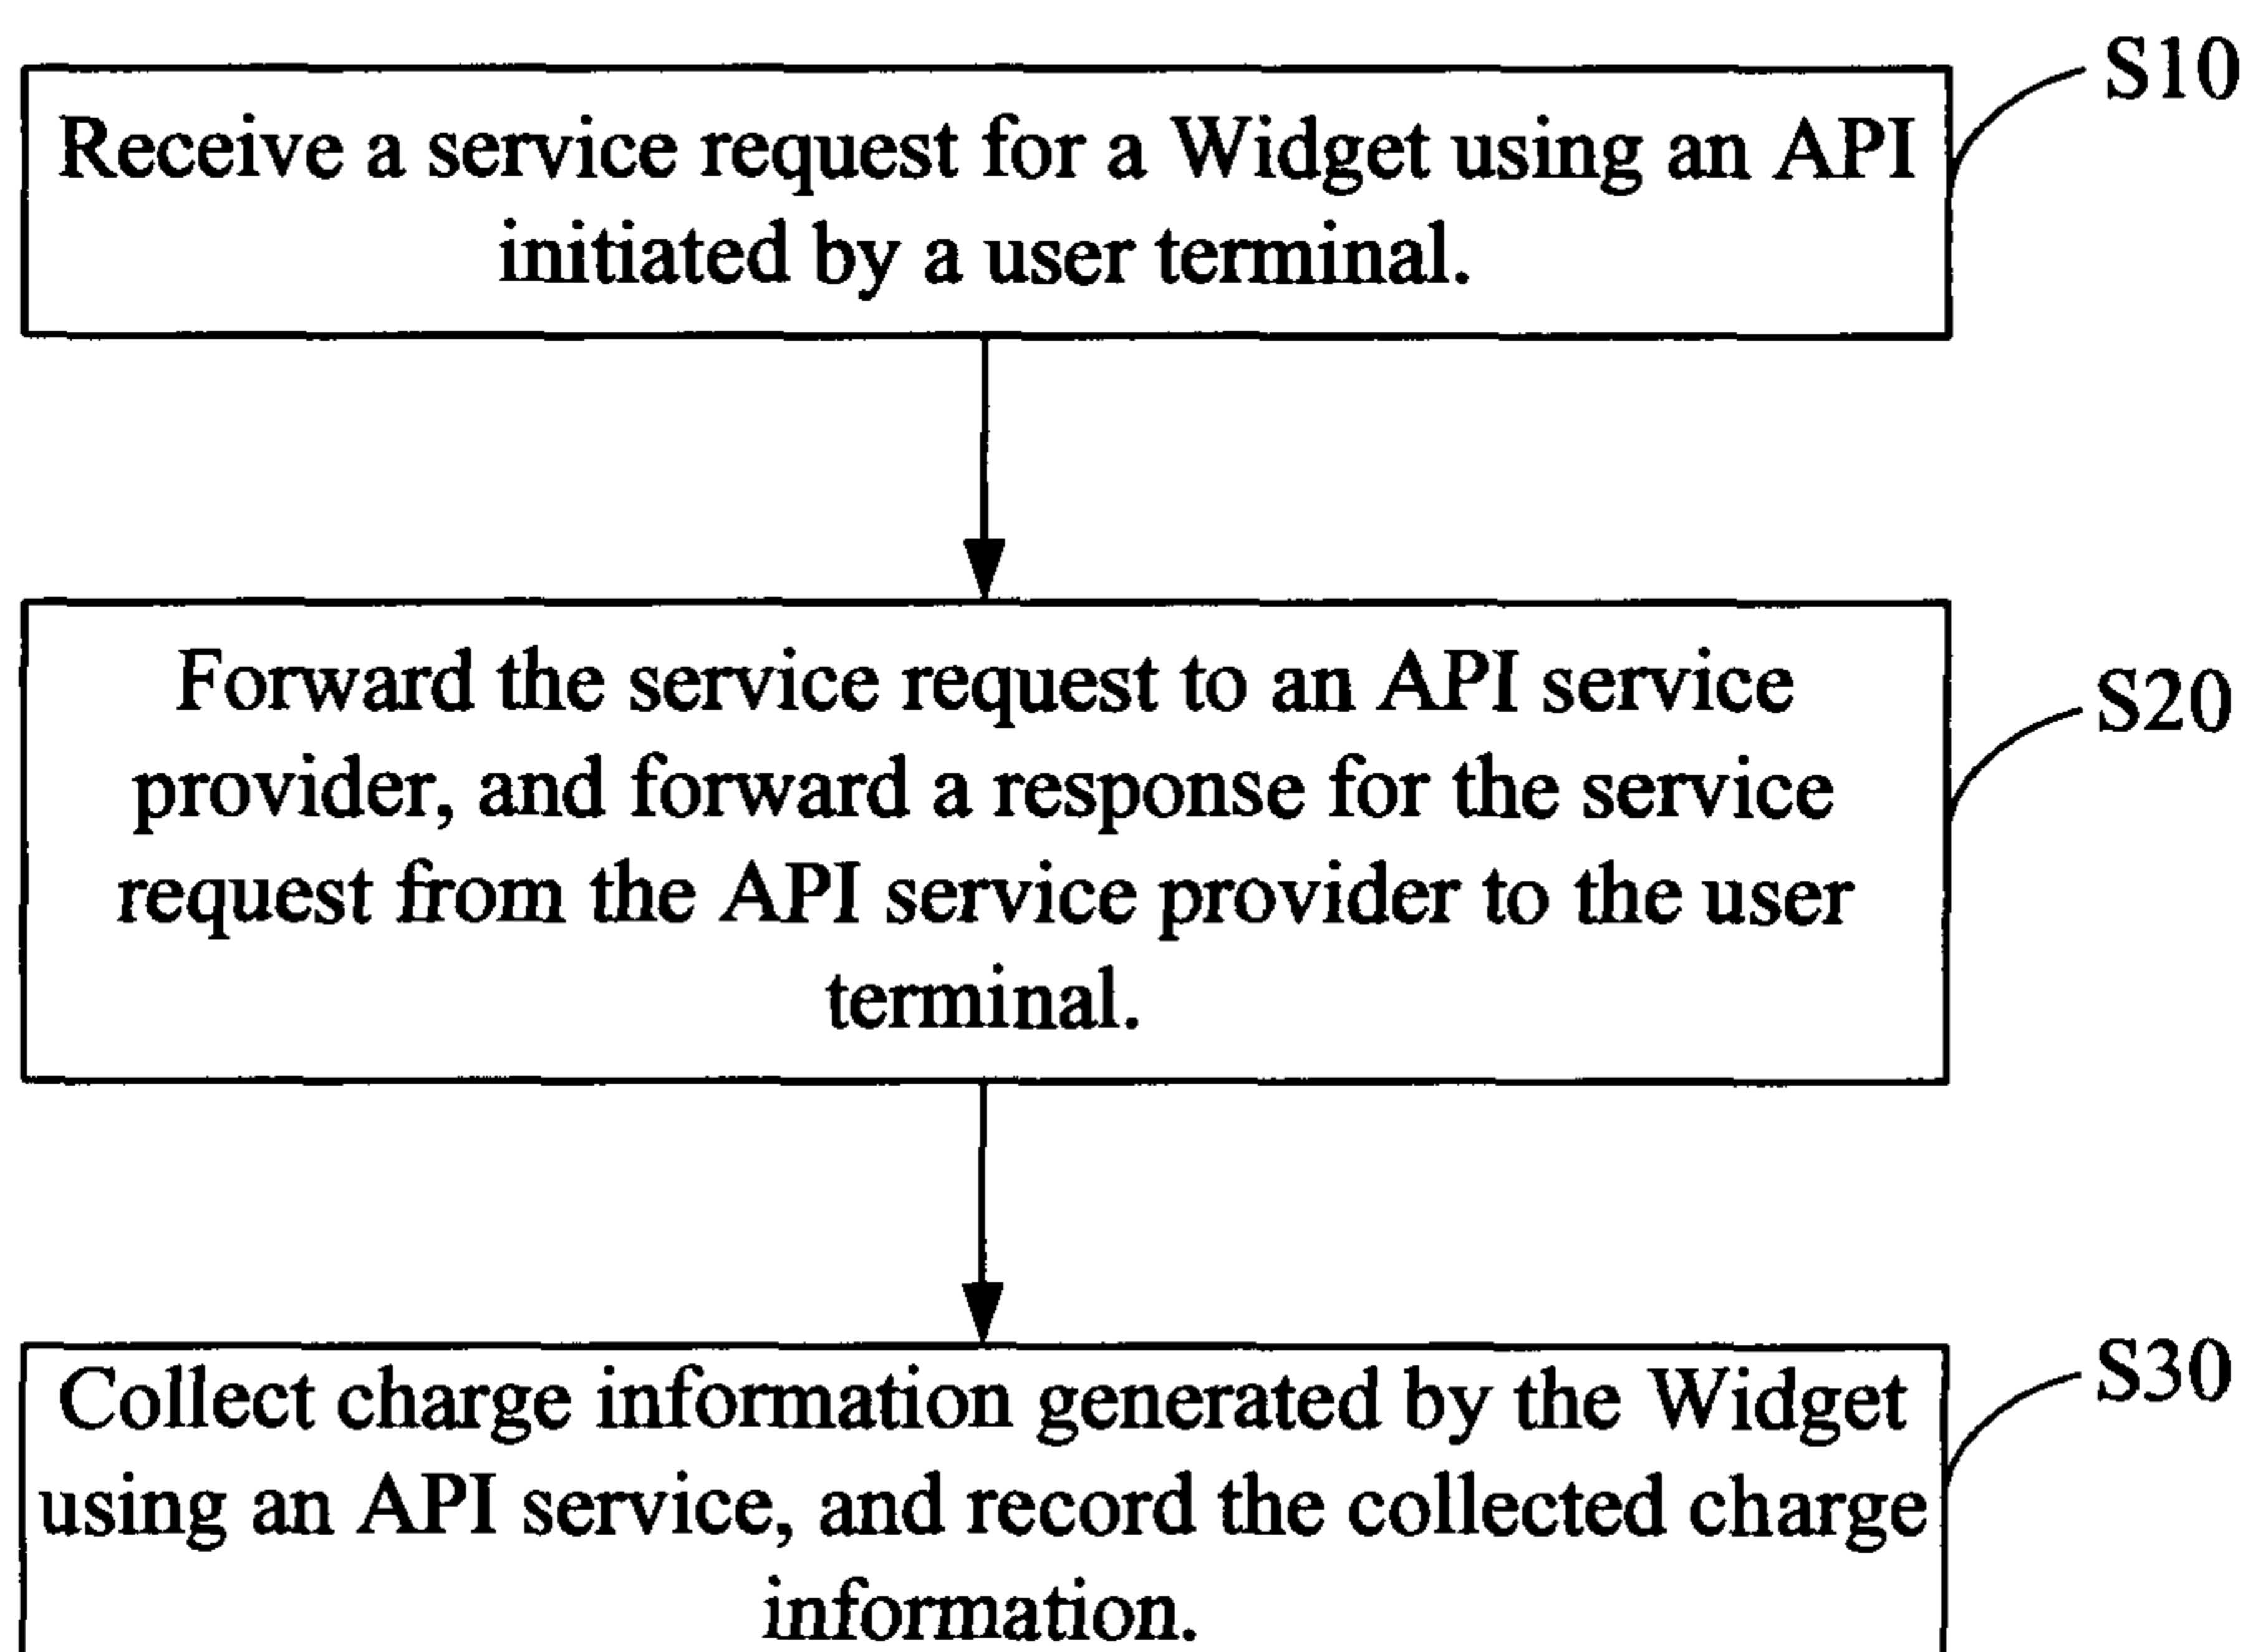 S10
Receive a service request for a Widget using an API
initiated by a user terminal.
Forward the service request to an API service
provider, and forward a response for the service
request from the API service provider to the user
terminal.
S20
Collect charge information generated by the Widget
using an API service, and record the collected charge
information.
S30